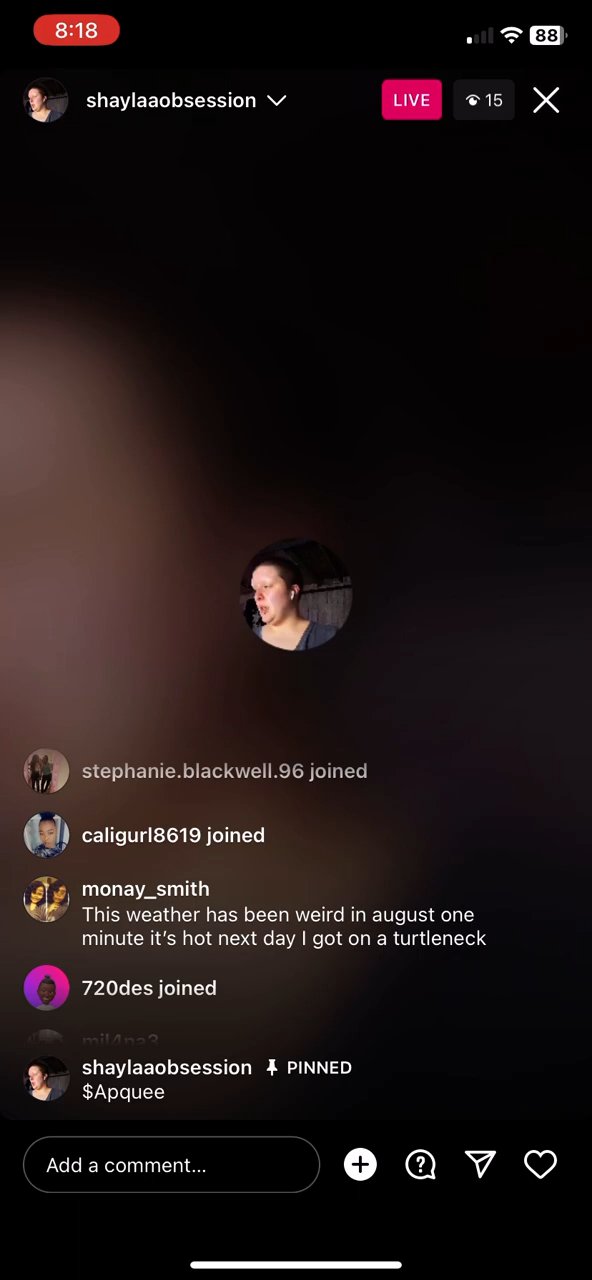 8:18
88
shaylaaobsession
LIVE
15
stephanie.blackwell.96 joined
caligurl8619 joined
monay_smith
This weather has been weird in august one
minute it’s hot next day I got on a turtleneck
720des joined
mil4na3
shaylaaobsession PINNED
$Apquee
Add a comment...